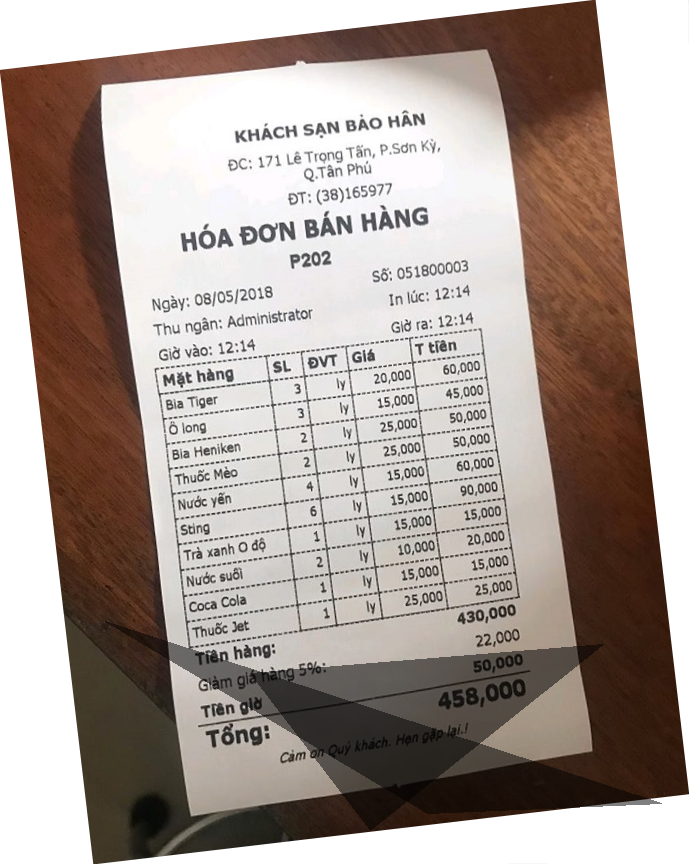 KHÁCH SẠN BẢO HÂN
ĐC: 171 Lê Trọng Tấn, P.Sơn Kỳ,
Q.Tân Phú
ĐT: (38)165977
HÓA ĐƠN BÁN HÀNG
P202
Ngày: 08/05/2018 Số: 051800003
Thu ngân: Administrator In lúc: 12:14
Giờ vào: 12:14 Giờ ra: 12:14
Mặt hàng SL ĐVT Giá T tiền
Bia Tiger 3 ly 20,000 60,000
Ô long 3 ly 15,000 45,000
Bia Heniken 2 ly 25,000 50,000
Thuốc Mèo 2 ly 25,000 50,000
Nước yến 4 ly 15,000 60,000
Sting 6 ly 15,000 90,000
Trà xanh O độ 1 ly 15,000 15,000
Nước suối 2 ly 10,000 20,000
Coca Cola 1 ly 15,000 15,000
Thuốc Jet 1 ly 25,000 25,000
Tiền hàng: 430,000
Giảm giá hàng 5%: 22,000
Tiền giờ 50,000
Tổng: 458,000
Cảm ơn Quý khách. Hẹn gặp lại.!